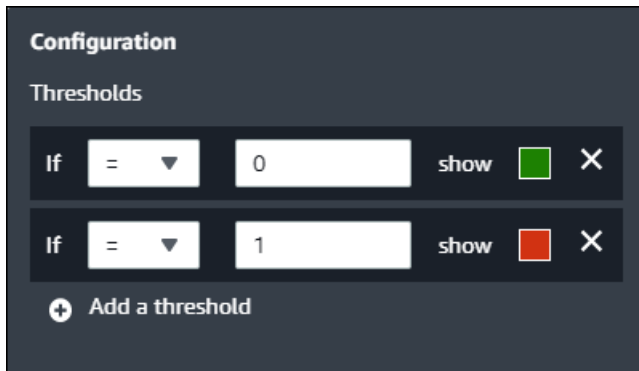 Configuration
Thresholds
If = 0 show
If = 1 show
Add a threshold